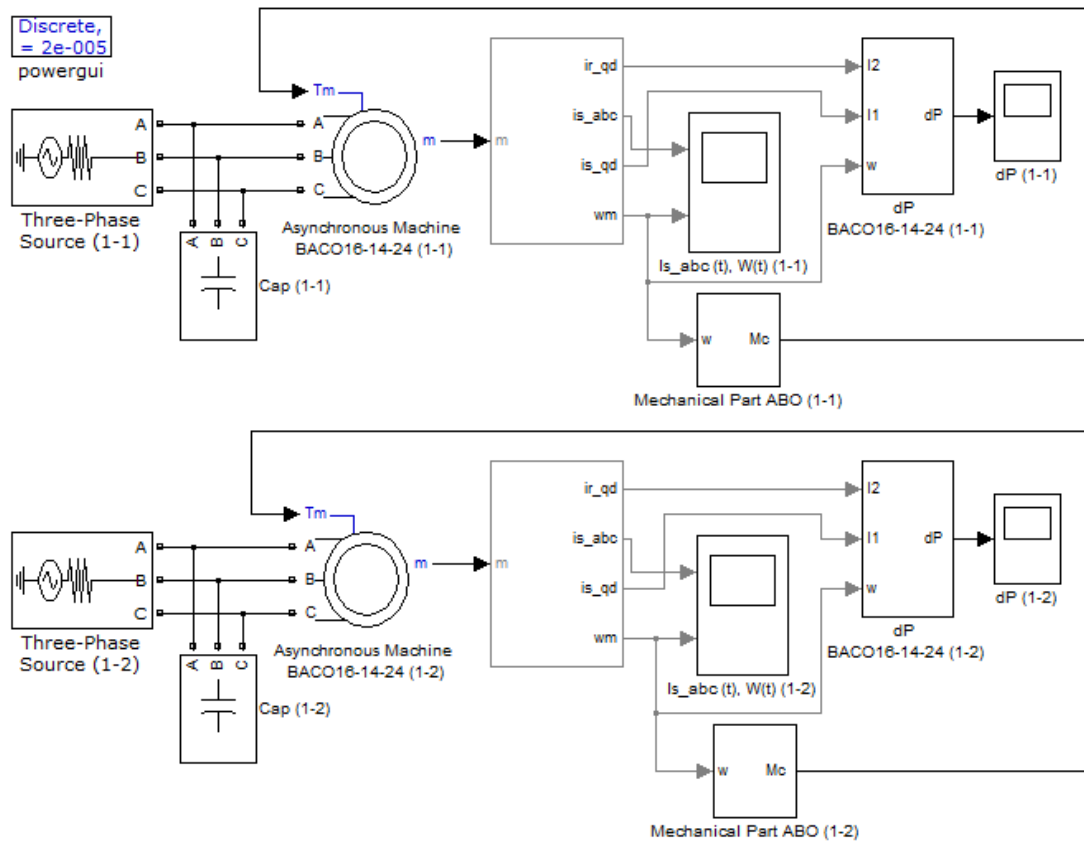 Discrete,
= 2e-005
powergui
A
B
C
Three-Phase
Source (1-1)
A
B
C
Cap (1-1)
Tm
A
B
C
m
Asynchronous Machine
BACO16-14-24 (1-1)
m
ir_qd
is_abc
is_qd
wm
Is_abc (t), W(t) (1-1)
I2
I1
w
dP
dP
BACO16-14-24 (1-1)
dP (1-1)
w
Mc
Mechanical Part ABO (1-1)
A
B
C
Three-Phase
Source (1-2)
A
B
C
Cap (1-2)
Tm
A
B
C
m
Asynchronous Machine
BACO16-14-24 (1-2)
m
ir_qd
is_abc
is_qd
wm
Is_abc (t), W(t) (1-2)
I2
I1
w
dP
dP
BACO16-14-24 (1-2)
dP (1-2)
w
Mc
Mechanical Part ABO (1-2)